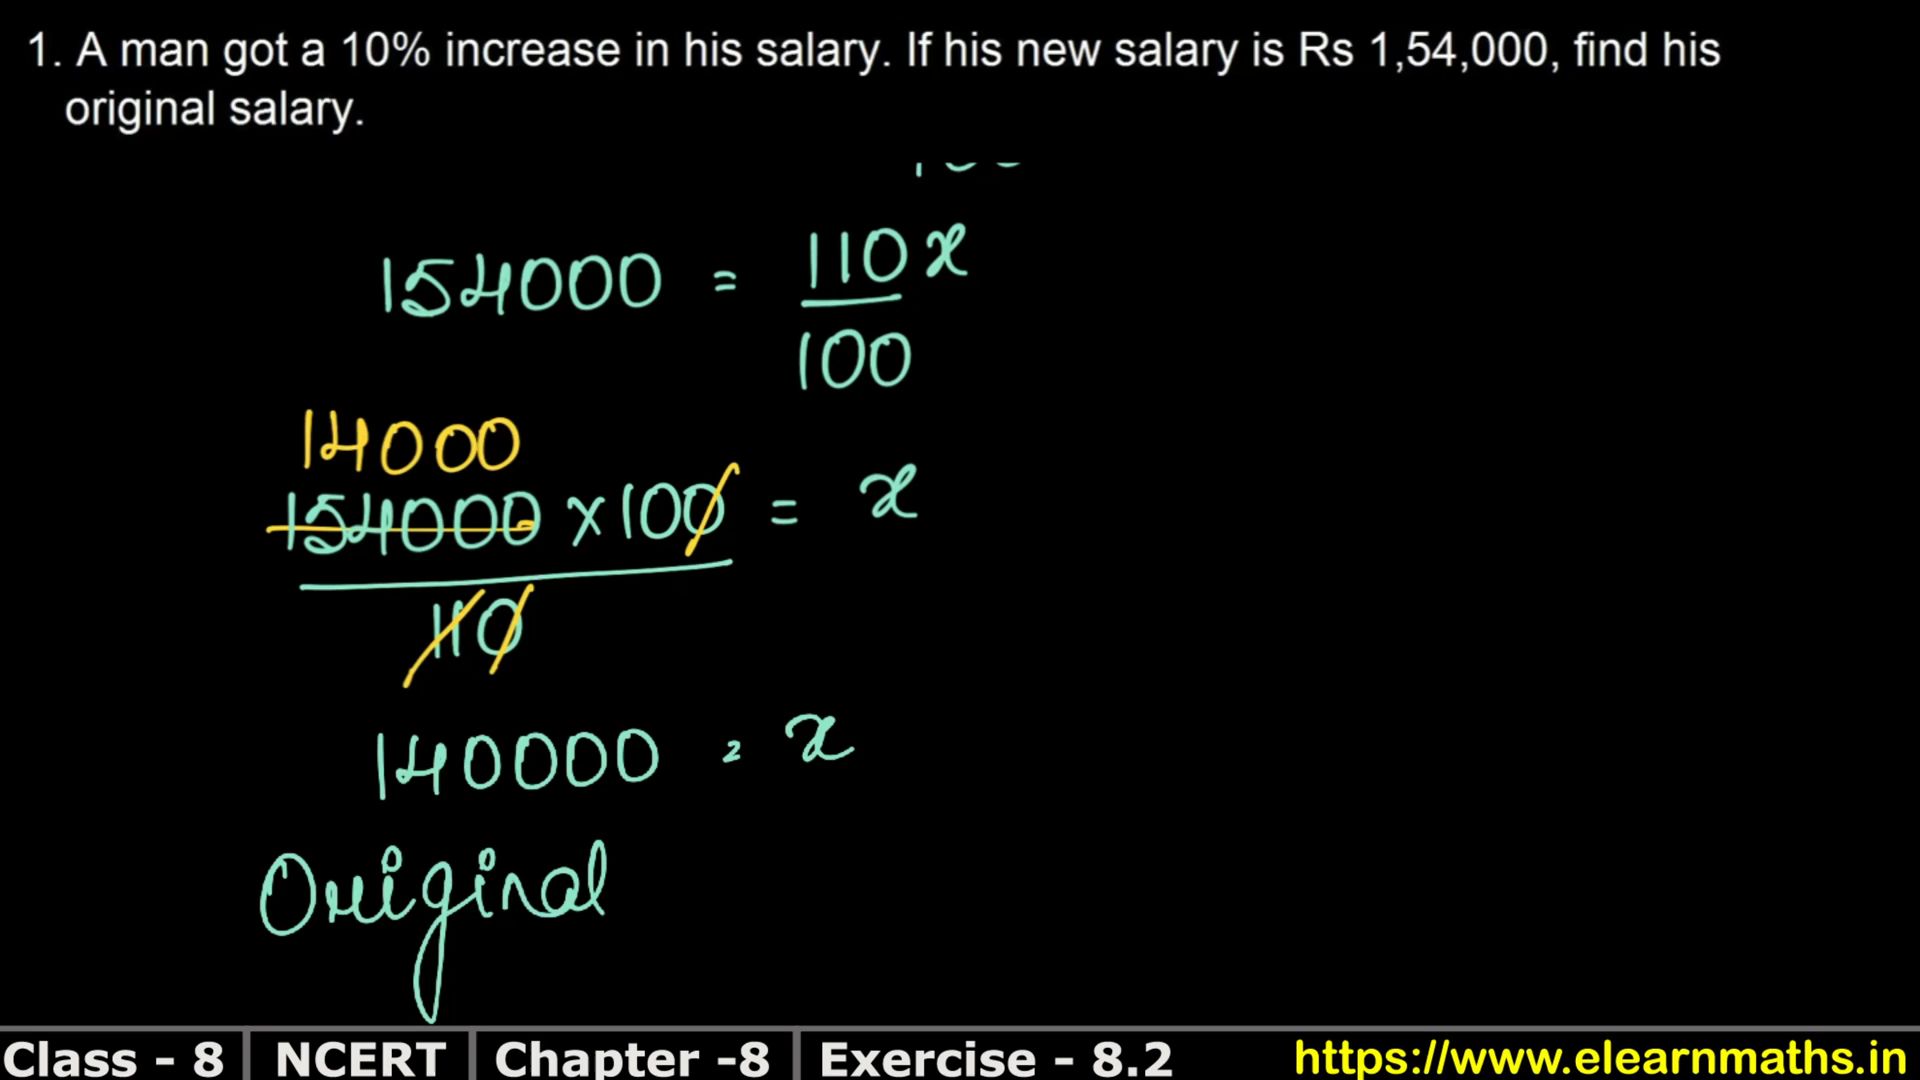 1. A man got a 10% increase in his salary. If his new salary is Rs 1,54,000, find his
original salary.
154000 = 110x
100
14000
154000 × 100 = x
110
140000 = x
Original
Class - 8 NCERT Chapter -8 Exercise - 8.2 https://www.elearnmaths.in